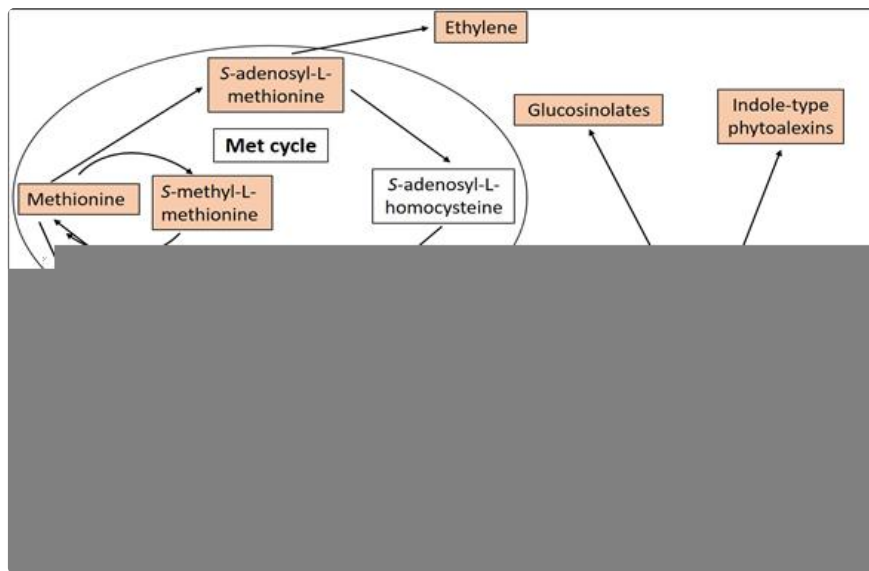 Ethylene
S-adenosyl-L-
methionine
Glucosinolates
Indole-type
phytoalexins
Met cycle
Methionine
S-methyl-L-
methionine
S-adenosyl-L-
homocysteine